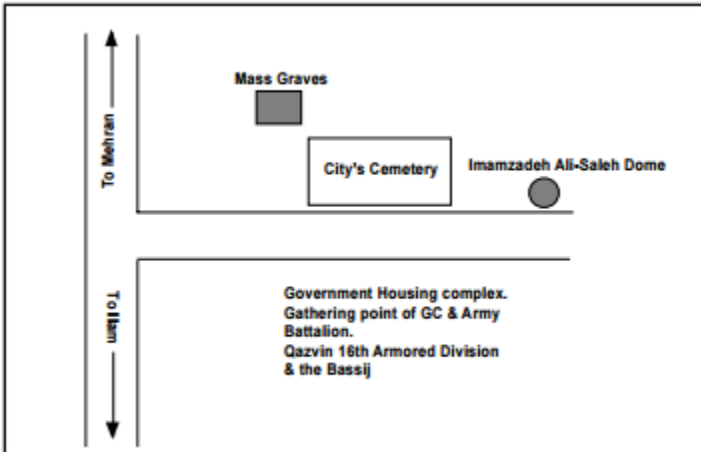 Mass Graves
To Mehran
City's Cemetery
Imamzadeh Ali-Saleh Dome
To Ilam
Government Housing complex.
Gathering point of GC & Army
Battalion.
Qazvin 16th Armored Division
& the Bassij